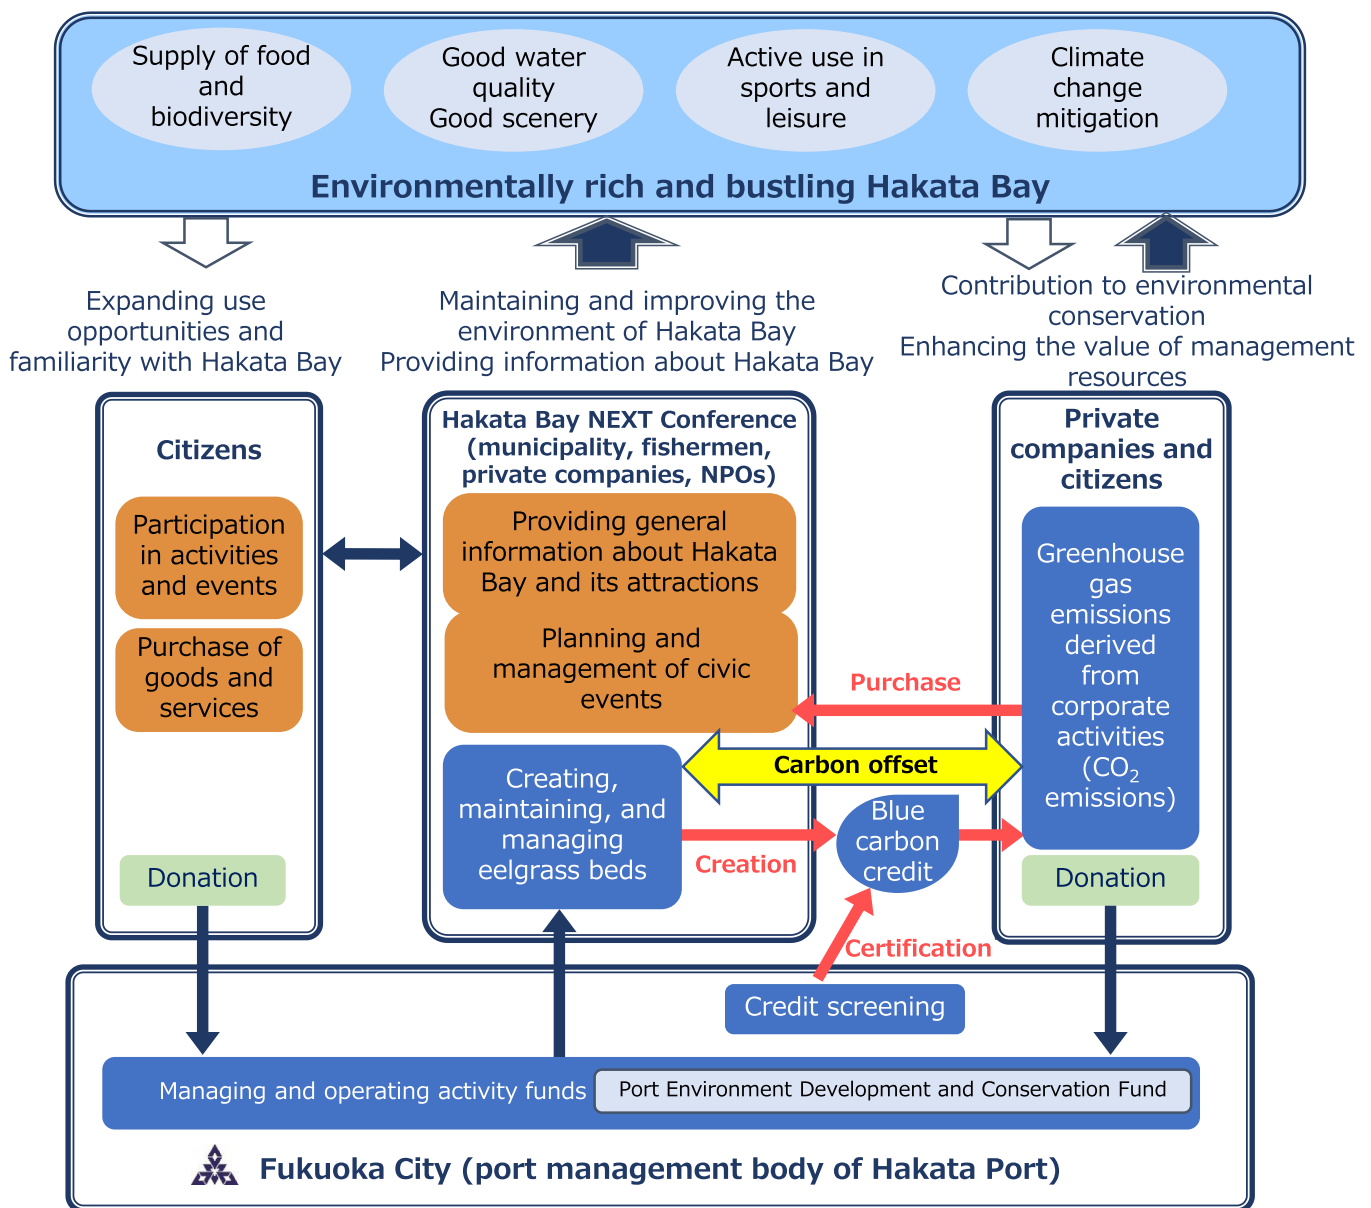 Supply of food
and
biodiversity
Good water
quality
Good scenery
Active use in
sports and
leisure
Climate
change
mitigation
Environmentally rich and bustling Hakata Bay
Expanding use
opportunities and
familiarity with Hakata Bay
Maintaining and improving the
environment of Hakata Bay
Providing information about Hakata Bay
Contribution to environmental
conservation
Enhancing the value of management
resources
Citizens
Participation
in activities
and events
Purchase of
goods and
services
Donation
Hakata Bay NEXT Conference
(municipality, fishermen,
private companies, NPOs)
Providing general
information about Hakata
Bay and its attractions
Planning and
management of civic
events
Creating,
maintaining, and
managing
eelgrass beds
Purchase
Carbon offset
Creation
Blue
carbon
credit
Certification
Private
companies and
citizens
Greenhouse
gas
emissions
derived
from
corporate
activities
(CO₂
emissions)
Donation
Credit screening
Managing and operating activity funds
Port Environment Development and Conservation Fund
Fukuoka City (port management body of Hakata Port)